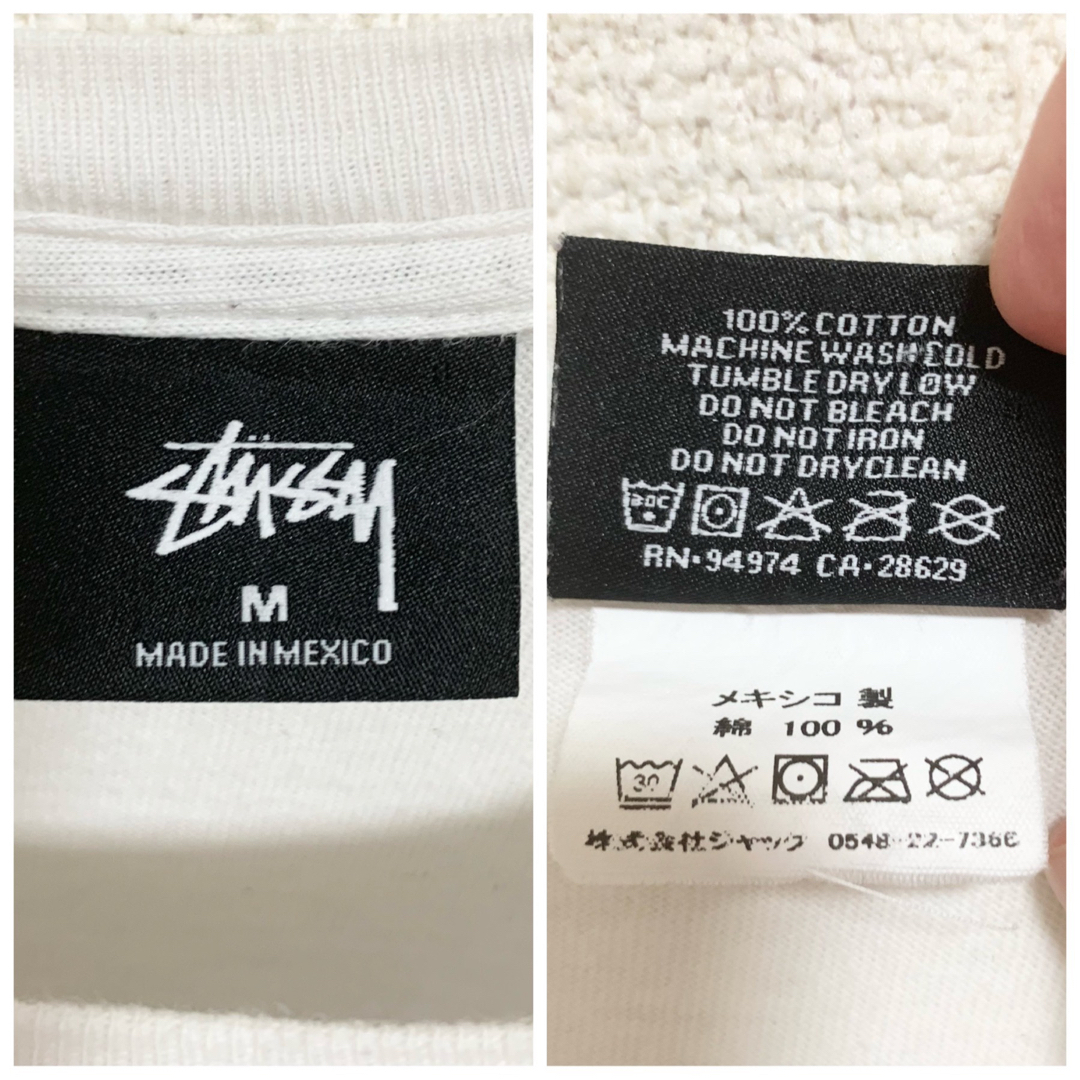 STÜSSY
M
MADE IN MEXICO
100% COTTON
MACHINE WASH COLD
TUMBLE DRY LOW
DO NOT BLEACH
DO NOT IRON
DO NOT DRYCLEAN
30C
RN·94974 CA·28629
メキシコ 製
綿 100 %
30
株式会社ジャック 0548-22-7366